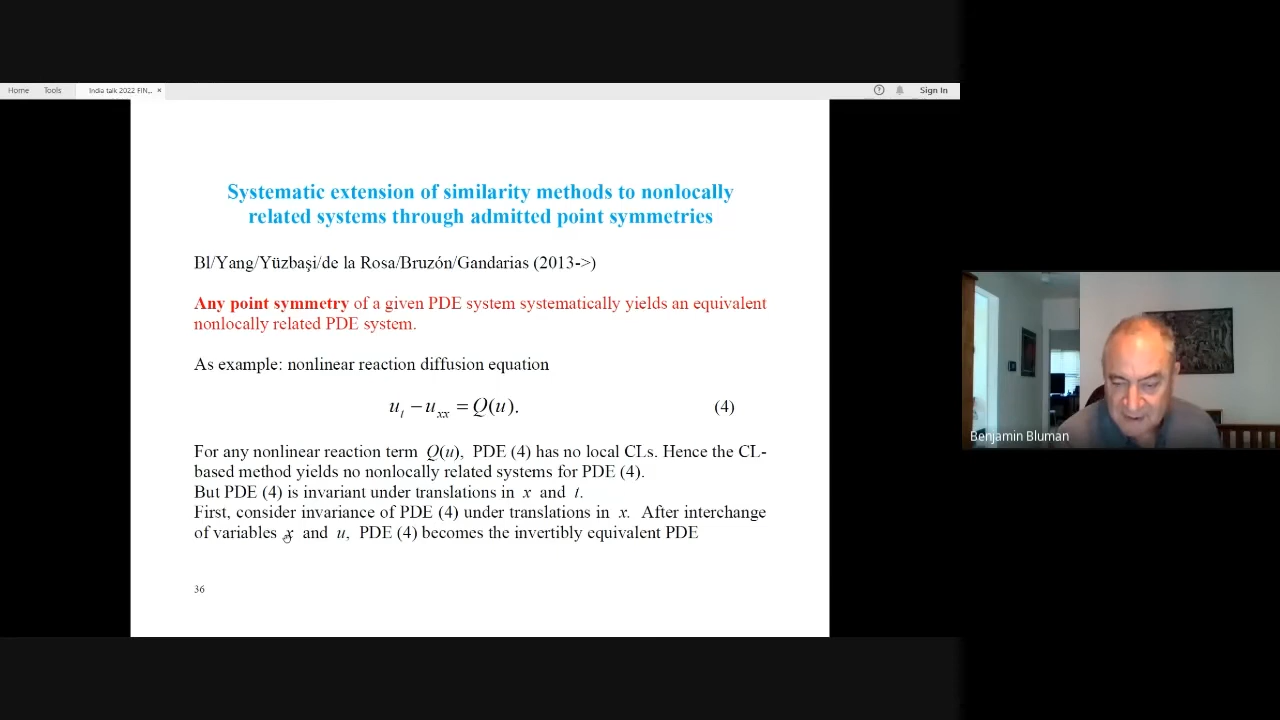 Home Tools India talk 2022 FIN... × Sign In
Systematic extension of similarity methods to nonlocally
related systems through admitted point symmetries
Bl/Yang/Yüzbaşi/de la Rosa/Bruzón/Gandarias (2013->)
Any point symmetry of a given PDE system systematically yields an equivalent
nonlocally related PDE system.
As example: nonlinear reaction diffusion equation
u_t − u_xx = Q(u). (4)
For any nonlinear reaction term Q(u), PDE (4) has no local CLs. Hence the CL-
based method yields no nonlocally related systems for PDE (4).
But PDE (4) is invariant under translations in x and t.
First, consider invariance of PDE (4) under translations in x. After interchange
of variables x and u, PDE (4) becomes the invertibly equivalent PDE
36
Benjamin Bluman